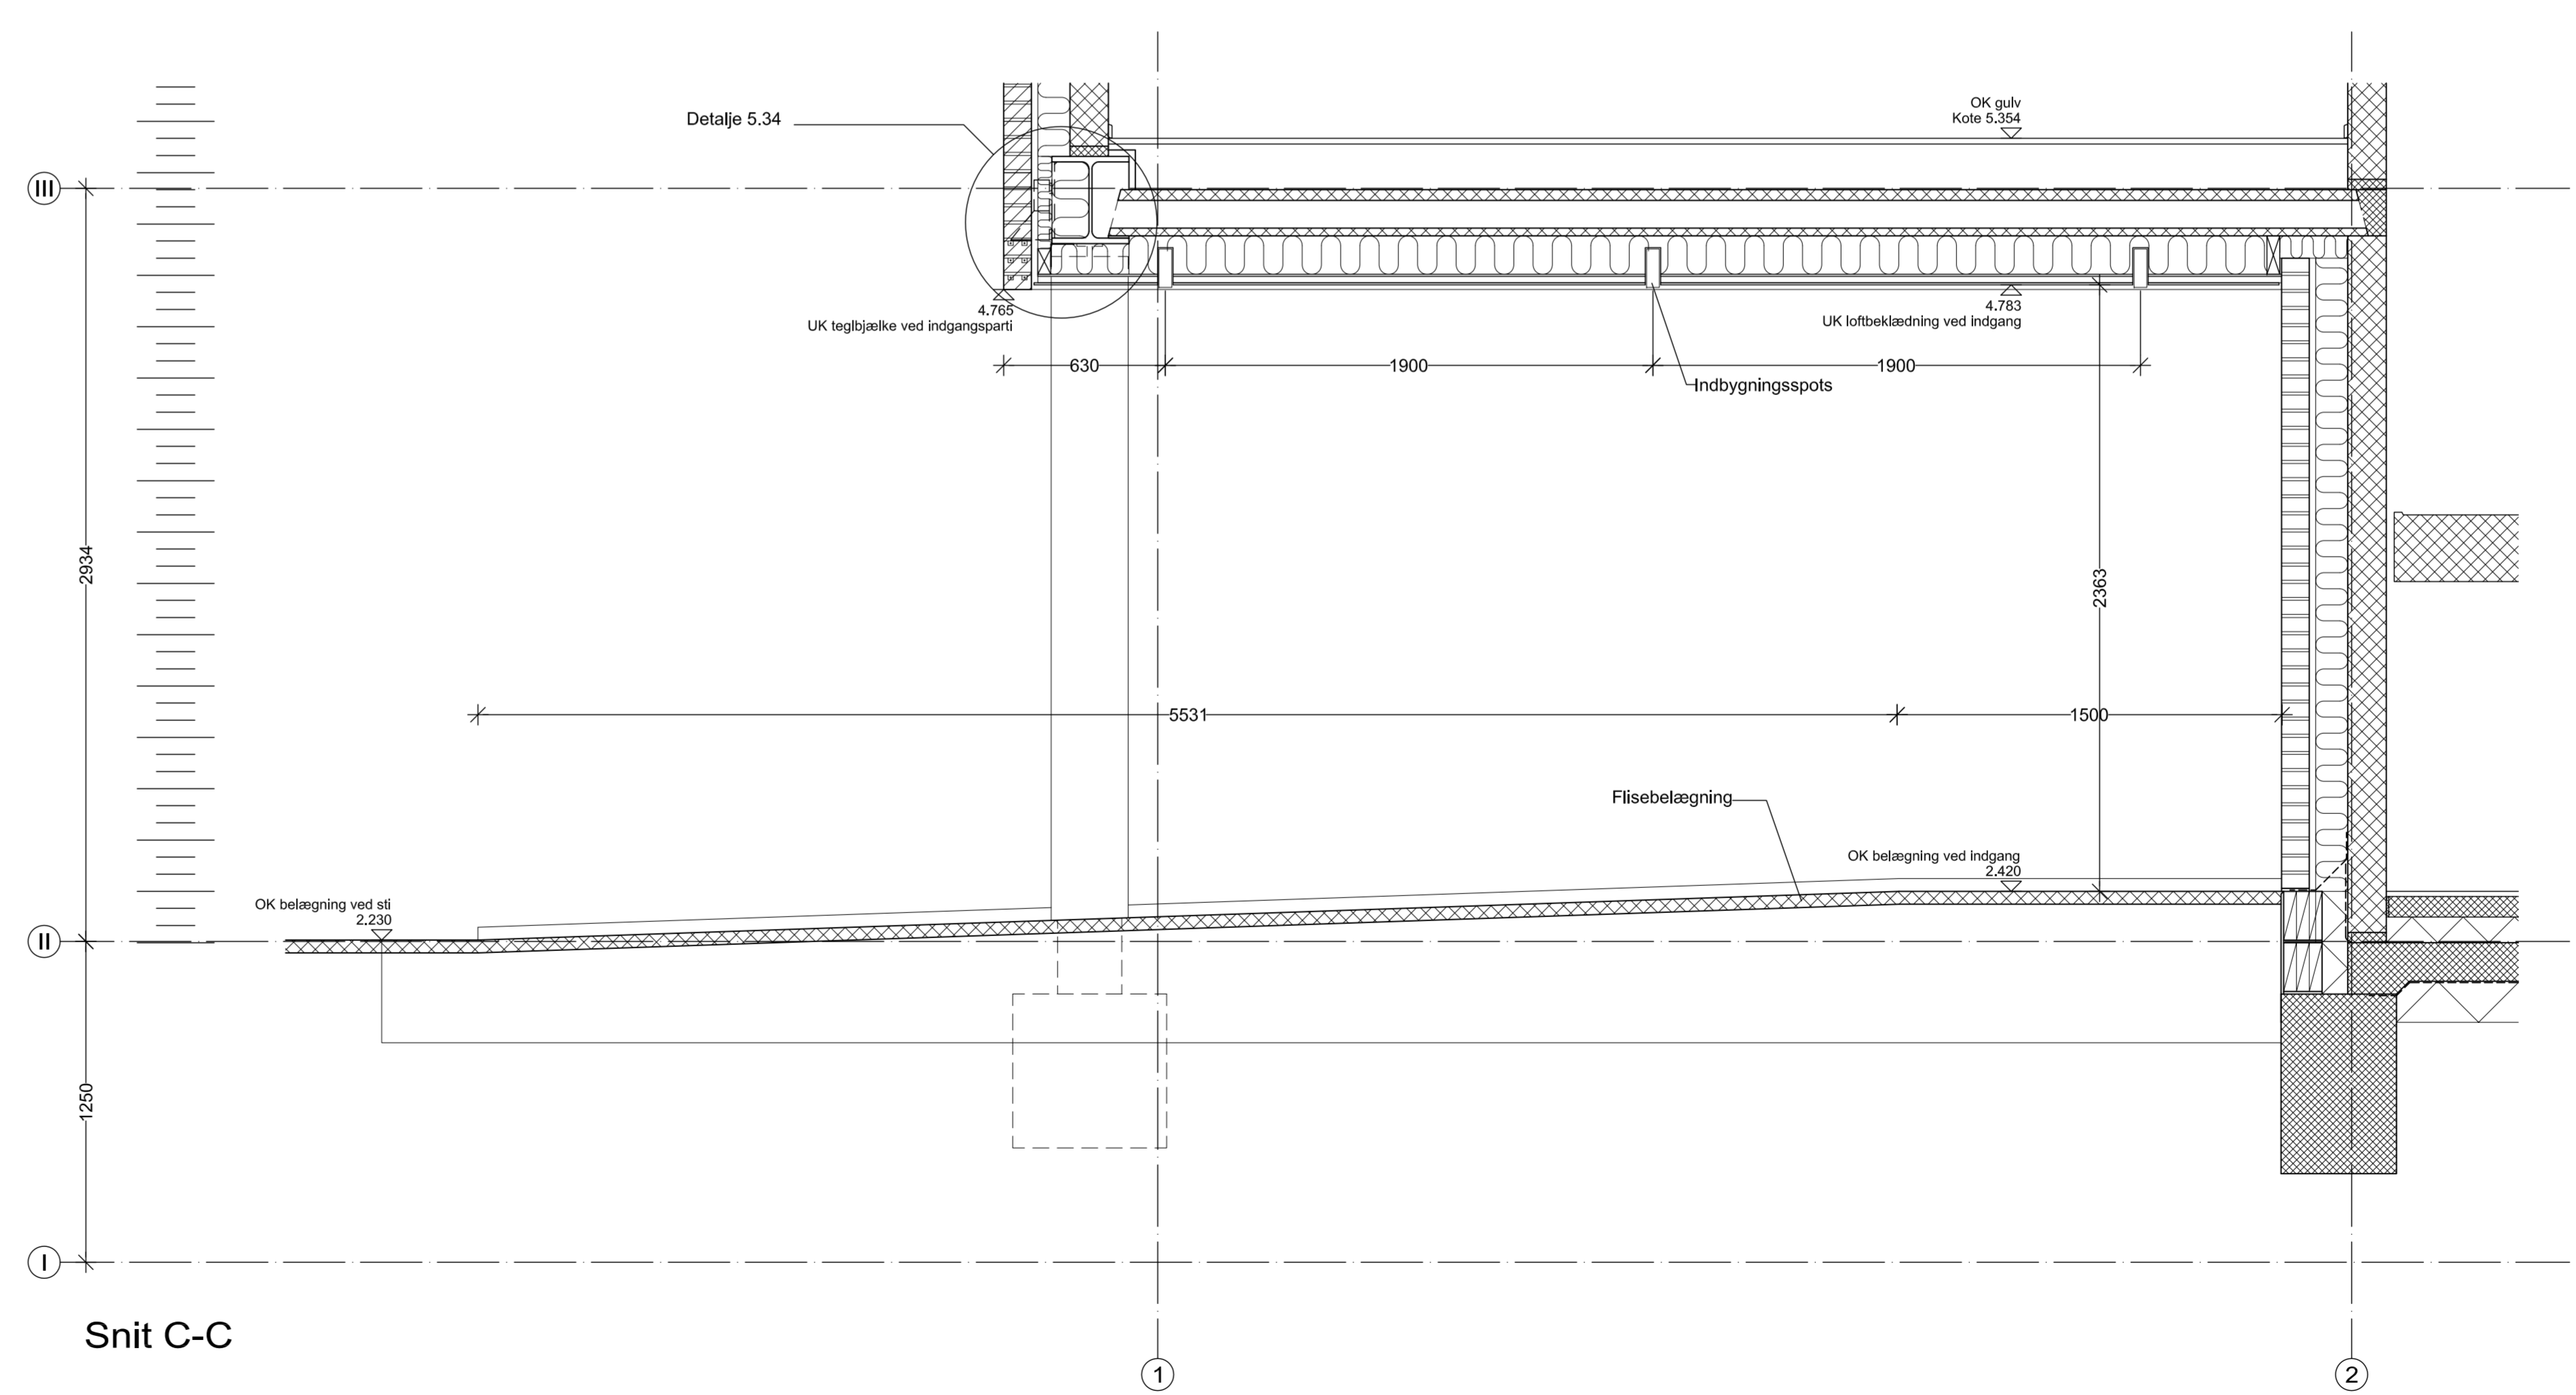 OK gulv
Kote 5.354
Detalje 5.34
III
4.765
UK teglbjælke ved indgangsparti
4.783
UK loftbeklædning ved indgang
630
1900
1900
Indbygningsspots
2934
2363
5531
1500
Flisebelægning
OK belægning ved indgang
2.420
OK belægning ved sti
2.230
II
1250
I
Snit C-C
1
2